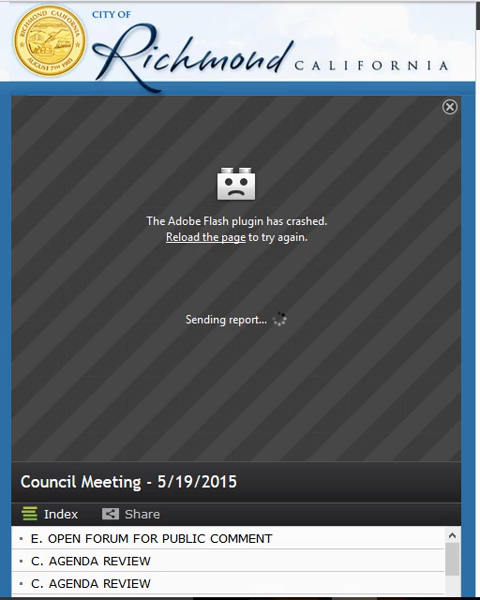 RICHMOND CALIFORNIA
AUGUST 7TH 1905
CITY OF
Richmond CALIFORNIA
The Adobe Flash plugin has crashed.
Reload the page to try again.
Sending report...
Council Meeting - 5/19/2015
Index Share
E. OPEN FORUM FOR PUBLIC COMMENT
C. AGENDA REVIEW
C. AGENDA REVIEW